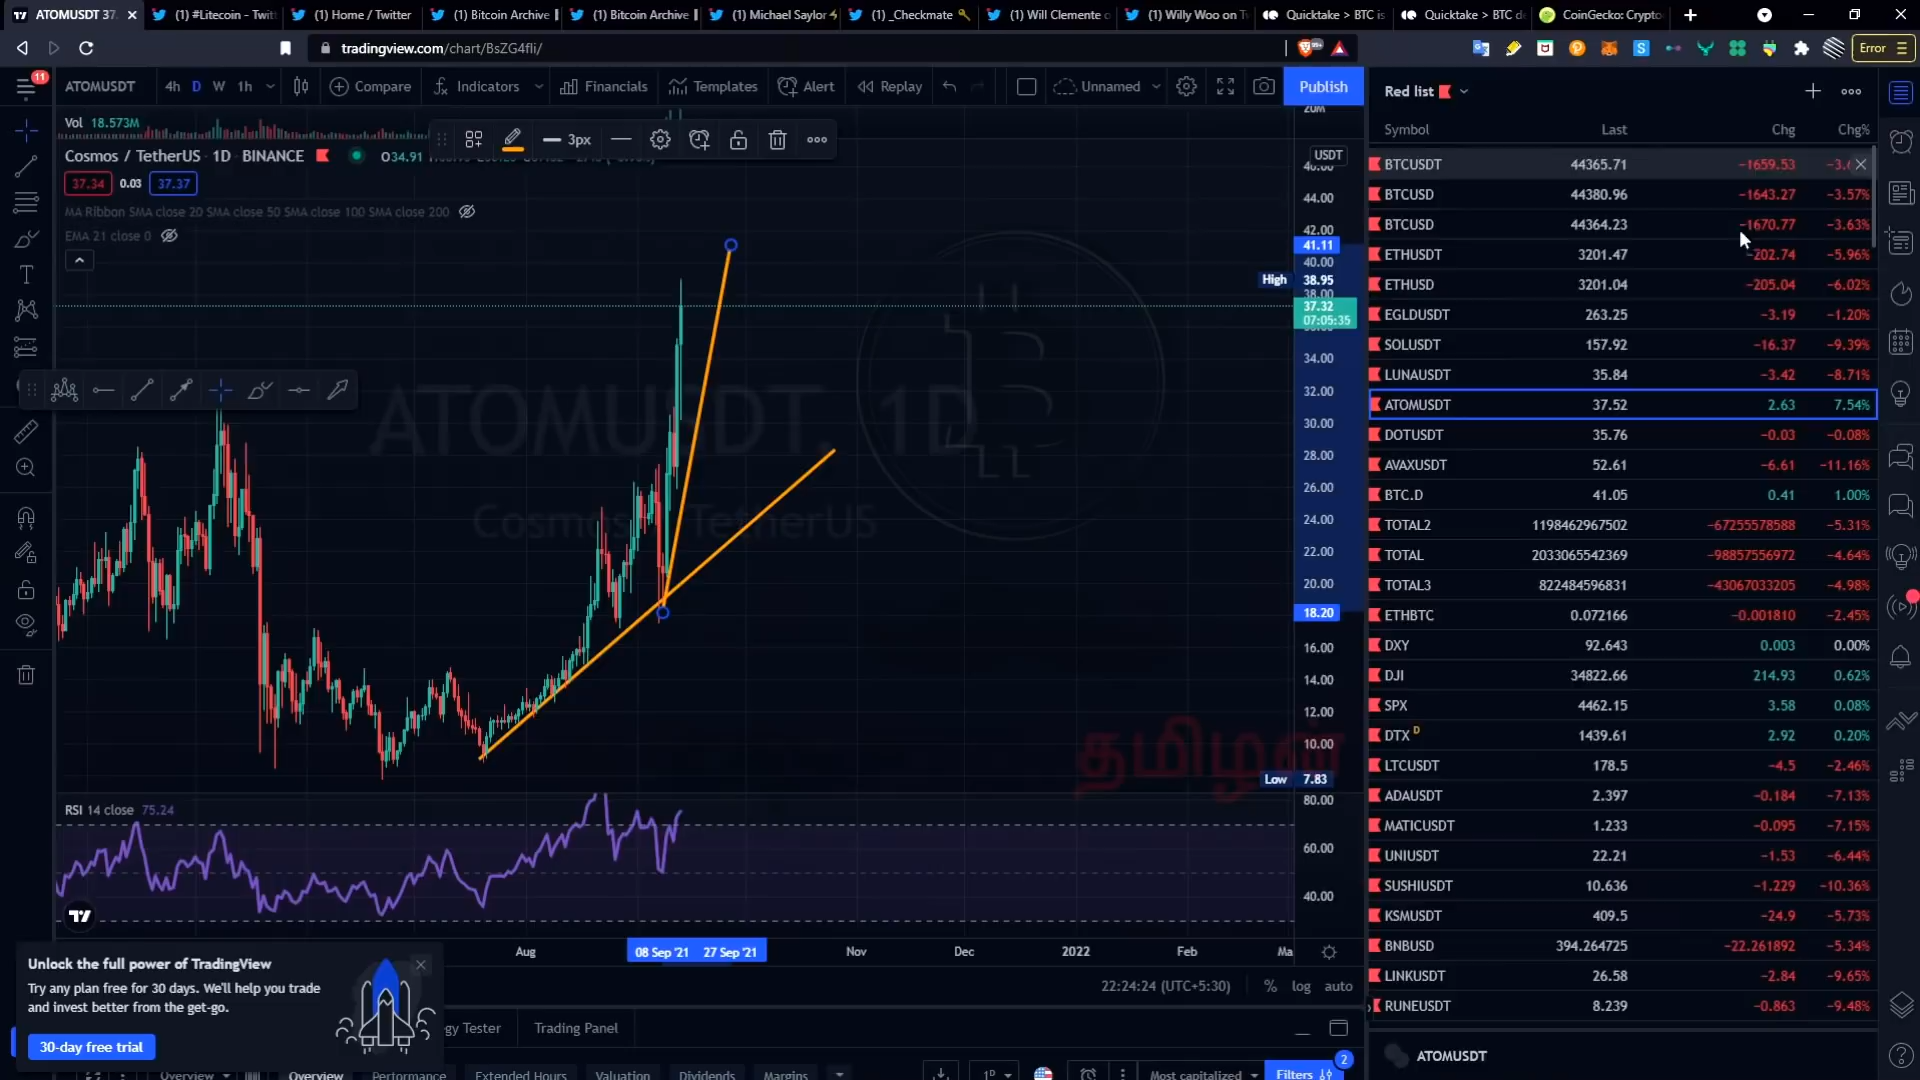 ATOMUSDT 37.
(1) #Litecoin - Twit
(1) Home / Twitter
(1) Bitcoin Archive
(1) Bitcoin Archive
(1) Michael Saylor
(1) _Checkmate
(1) Will Clemente
(1) Willy Woo on T
Quicktake > BTC is
Quicktake > BTC d
CoinGecko: Crypto
tradingview.com/chart/BsZG4fli/
Error
11
ATOMUSDT
4h D W 1h
Compare
Indicators
Financials
Templates
Alert
Replay
Unnamed
Publish
Vol 18.573M
3px
Cosmos / TetherUS 1D BINANCE
O34.91
37.34 0.03 37.37
MA Ribbon SMA close 20 SMA close 50 SMA close 100 SMA close 200
EMA 21 close 0
ATOMUSDT, 1D
Cosmos / TetherUS
தமிழன்
20M
USDT
44.00
42.00
41.11
40.00
High 38.95
38.00
37.32
07:05:35
34.00
32.00
30.00
28.00
26.00
24.00
22.00
20.00
18.20
16.00
14.00
12.00
10.00
Low 7.83
RSI 14 close 75.24
80.00
60.00
40.00
Aug
08 Sep '21
27 Sep '21
Nov
Dec
2022
Feb
Ma
22:24:24 (UTC+5:30)
% log auto
Unlock the full power of TradingView
Try any plan free for 30 days. We'll help you trade
and invest better from the get-go.
30-day free trial
gy Tester
Trading Panel
Overview
Overview
Performance
Extended Hours
Valuation
Dividends
Margins
1D
Most capitalized
Filters
2
Red list
Symbol Last Chg Chg%
BTCUSDT 44365.71 −1659.53
BTCUSD 44380.96 −1643.27 −3.57%
BTCUSD 44364.23 −1670.77 −3.63%
ETHUSDT 3201.47 −202.74 −5.96%
ETHUSD 3201.04 −205.04 −6.02%
EGLDUSDT 263.25 −3.19 −1.20%
SOLUSDT 157.92 −16.37 −9.39%
LUNAUSDT 35.84 −3.42 −8.71%
ATOMUSDT 37.52 2.63 7.54%
DOTUSDT 35.76 −0.03 −0.08%
AVAXUSDT 52.61 −6.61 −11.16%
BTC.D 41.05 0.41 1.00%
TOTAL2 1198462967502 −67255578588 −5.31%
TOTAL 2033065542369 −98857556972 −4.64%
TOTAL3 822484596831 −43067033205 −4.98%
ETHBTC 0.072166 −0.001810 −2.45%
DXY 92.643 0.003 0.00%
DJI 34822.66 214.93 0.62%
SPX 4462.15 3.58 0.08%
DTX D 1439.61 2.92 0.20%
LTCUSDT 178.5 −4.5 −2.46%
ADAUSDT 2.397 −0.184 −7.13%
MATICUSDT 1.233 −0.095 −7.15%
UNIUSDT 22.21 −1.53 −6.44%
SUSHIUSDT 10.636 −1.229 −10.36%
KSMUSDT 409.5 −24.9 −5.73%
BNBUSD 394.264725 −22.261892 −5.34%
LINKUSDT 26.58 −2.84 −9.65%
RUNEUSDT 8.239 −0.863 −9.48%
ATOMUSDT